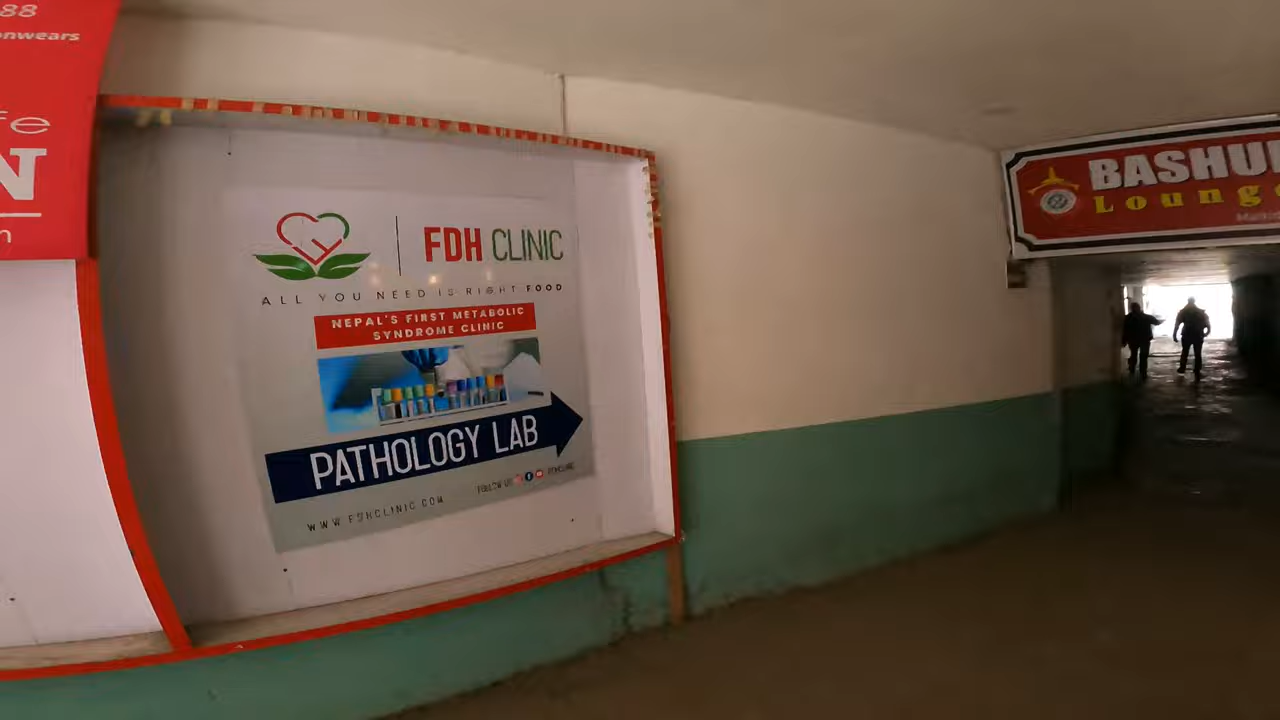 88
onwears
fe
N
n
FDH CLINIC
ALL YOU NEED IS RIGHT FOOD
NEPAL'S FIRST METABOLIC
SYNDROME CLINIC
PATHOLOGY LAB
FOLLOW US
WWW.FDHCLINIC.COM
BASHU
Lounge